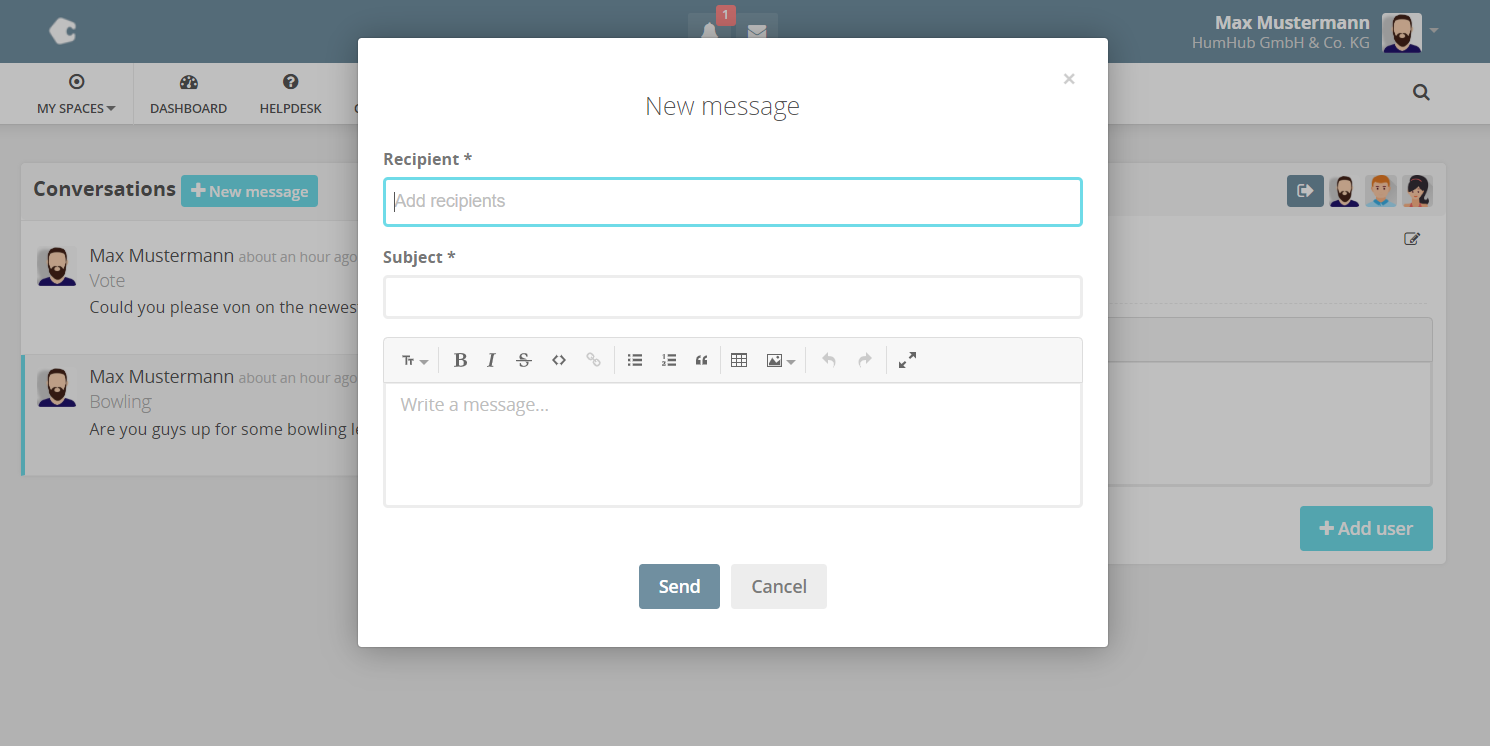 1
Max Mustermann
HumHub GmbH & Co. KG
MY SPACES
DASHBOARD
HELPDESK
×
New message
Recipient *
Add recipients
Subject *
Write a message...
Send
Cancel
Conversations
New message
Max Mustermann about an hour ago
Vote
Could you please von on the newes
Max Mustermann about an hour ago
Bowling
Are you guys up for some bowling
Add user